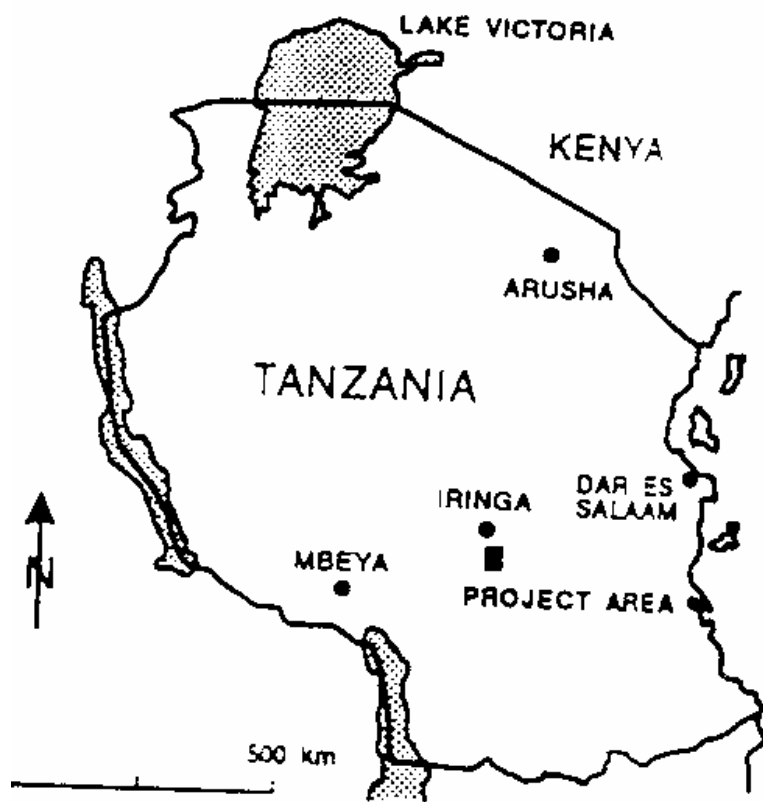 LAKE VICTORIA
KENYA
ARUSHA
TANZANIA
DAR ES
SALAAM
IRINGA
MBEYA
PROJECT AREA
N
500 km